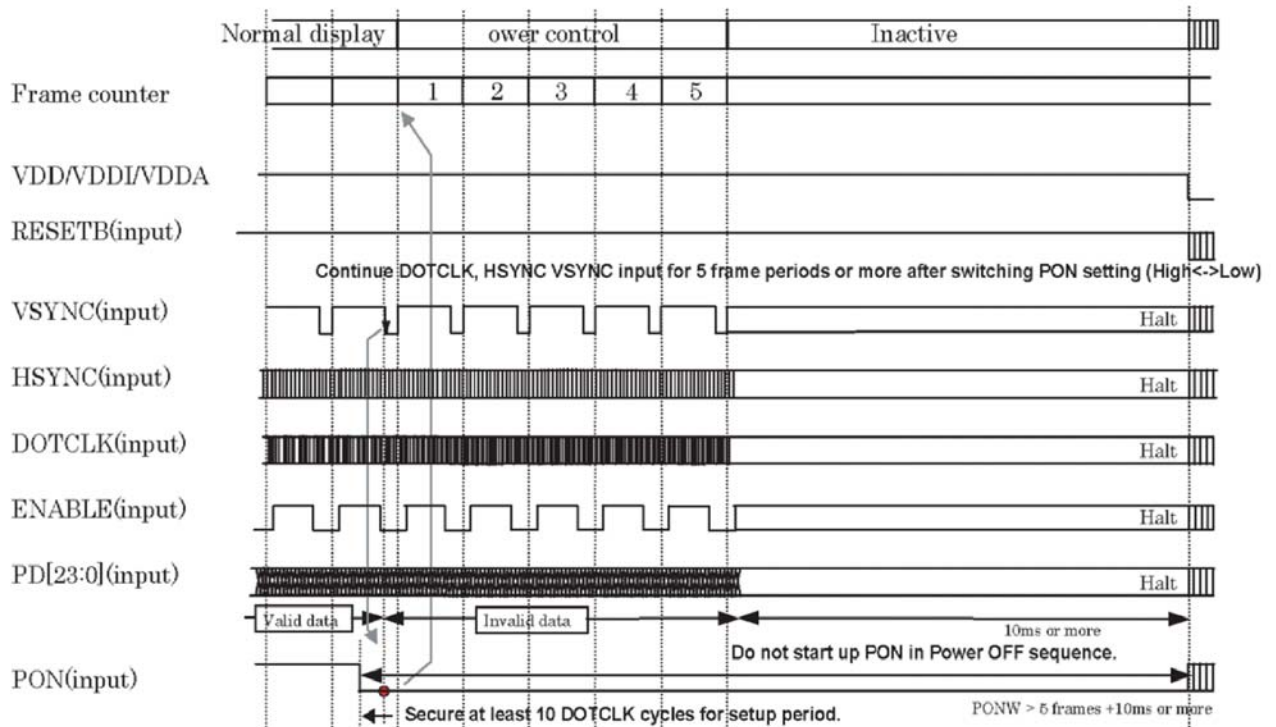 Normal display ower control Inactive
Frame counter 1 2 3 4 5
VDD/VDDI/VDDA
RESETB(input)
Continue DOTCLK, HSYNC VSYNC input for 5 frame periods or more after switching PON setting (High<->Low)
VSYNC(input) Halt
HSYNC(input) Halt
DOTCLK(input) Halt
ENABLE(input) Halt
PD[23:0](input) Halt
Valid data Invalid data
10ms or more
Do not start up PON in Power OFF sequence.
PON(input)
Secure at least 10 DOTCLK cycles for setup period.
PONW > 5 frames +10ms or more